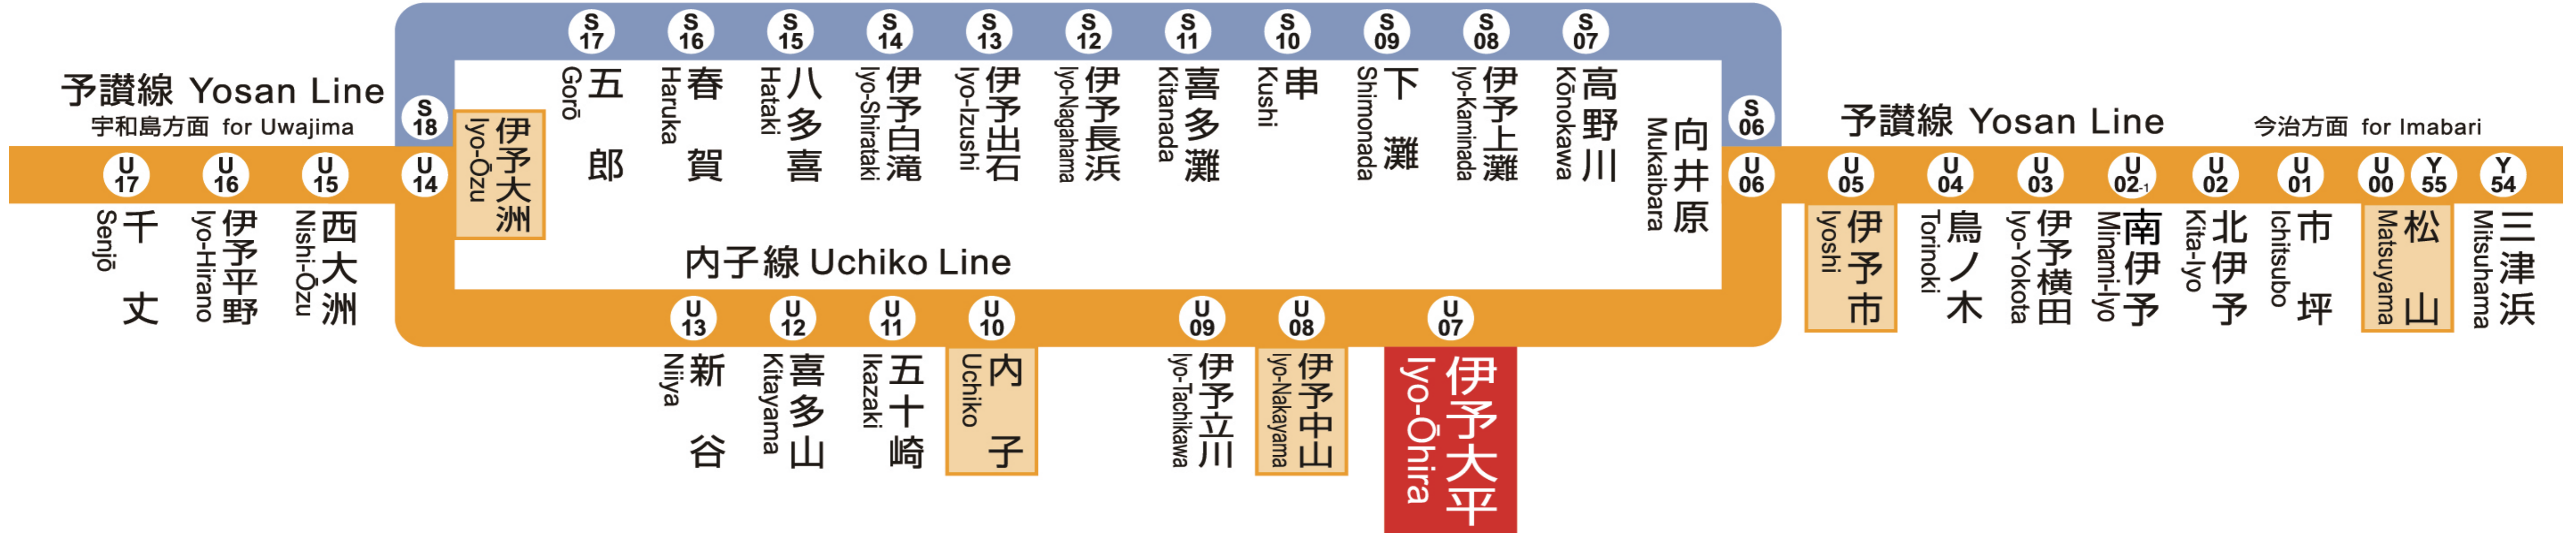 予讃線 Yosan Line
宇和島方面 for Uwajima
U
17
千丈
Senjō
U
16
伊予平野
Iyo-Hirano
U
15
西大洲
Nishi-Ōzu
S
18
U
14
伊予大洲
Iyo-Ōzu
S
17
五郎
Gorō
S
16
春賀
Haruka
S
15
八多喜
Hataki
S
14
伊予白滝
Iyo-Shirataki
S
13
伊予出石
Iyo-Izushi
S
12
伊予長浜
Iyo-Nagahama
S
11
喜多灘
Kitanada
S
10
串
Kushi
S
09
下灘
Shimonada
S
08
伊予上灘
Iyo-Kaminada
S
07
高野川
Kōnokawa
向井原
Mukaibara
S
06
U
06
内子線 Uchiko Line
U
13
新谷
Niiya
U
12
喜多山
Kitayama
U
11
五十崎
Ikazaki
U
10
内子
Uchiko
U
09
伊予立川
Iyo-Tachikawa
U
08
伊予中山
Iyo-Nakayama
U
07
伊予大平
Iyo-Ōhira
予讃線 Yosan Line
今治方面 for Imabari
U
05
伊予市
Iyoshi
U
04
鳥ノ木
Torinoki
U
03
伊予横田
Iyo-Yokota
U
02-1
南伊予
Minami-Iyo
U
02
北伊予
Kita-Iyo
U
01
市坪
Ichitsubo
U
00
Y
55
松山
Matsuyama
Y
54
三津浜
Mitsuhama